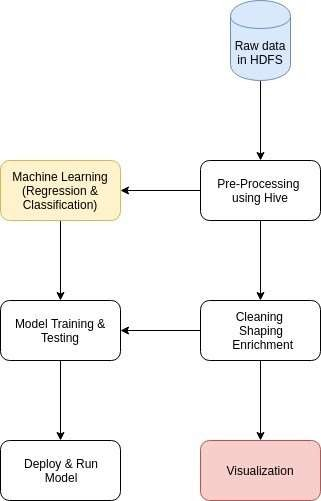 Raw data
in HDFS
Machine Learning
(Regression &
Classification)
Pre-Processing
using Hive
Model Training &
Testing
Cleaning
Shaping
Enrichment
Deploy & Run
Model
Visualization